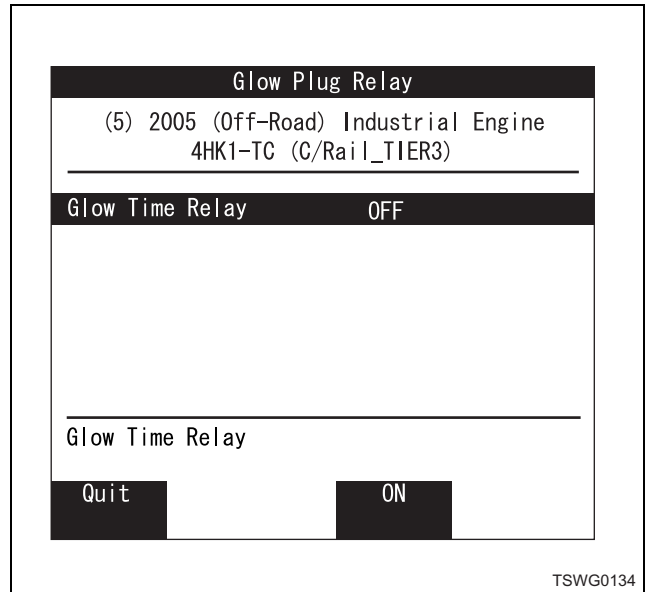 Glow Plug Relay
(5) 2005 (Off-Road) Industrial Engine
4HK1-TC (C/Rail_TIER3)
Glow Time Relay OFF
Glow Time Relay
Quit ON
TSWG0134